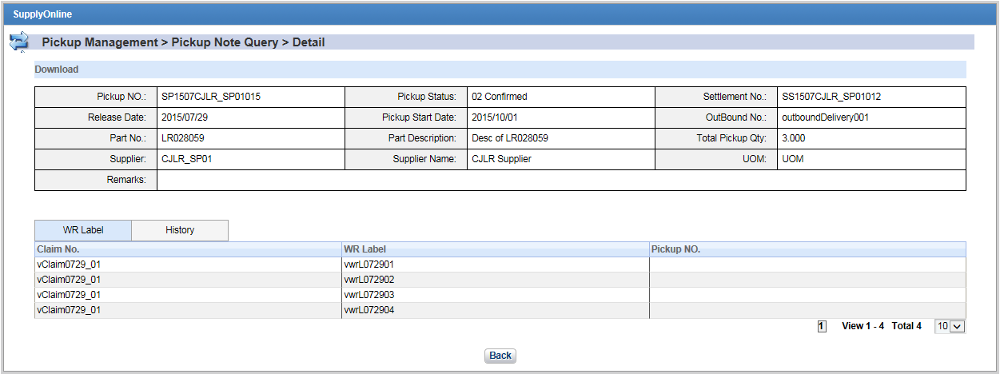 SupplyOnline
Pickup Management > Pickup Note Query > Detail
Download
Pickup NO.: SP1507CJLR_SP01015 Pickup Status: 02 Confirmed Settlement No.: SS1507CJLR_SP01012
Release Date: 2015/07/29 Pickup Start Date: 2015/10/01 OutBound No.: outboundDelivery001
Part No.: LR028059 Part Description: Desc of LR028059 Total Pickup Qty: 3.000
Supplier: CJLR_SP01 Supplier Name: CJLR Supplier UOM: UOM
Remarks:
WR Label History
Claim No. WR Label Pickup NO.
vClaim0729_01 vwrL072901
vClaim0729_01 vwrL072902
vClaim0729_01 vwrL072903
vClaim0729_01 vwrL072904
1 View 1 - 4 Total 4 10
Back